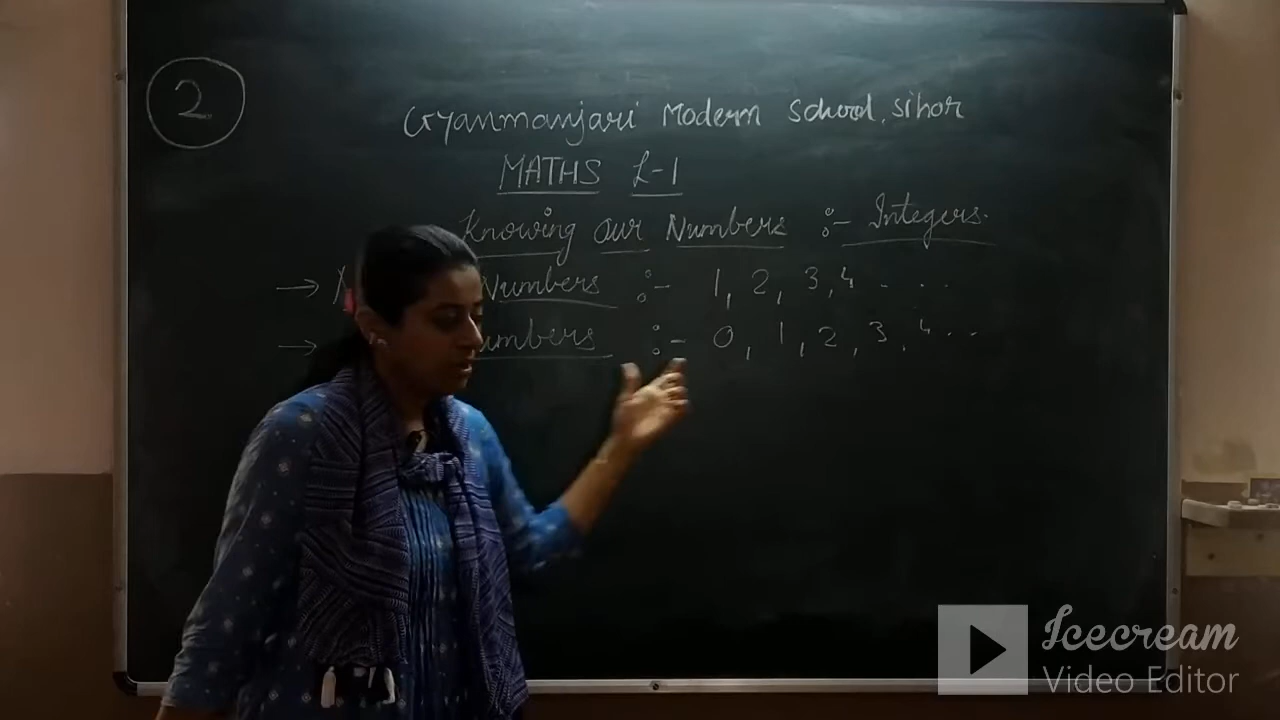 2
Gyanmanjari Modern School, Sihor
MATHS L-1
Knowing Our Numbers :- Integers.
→ Numbers :- 1, 2, 3, 4 . . .
→ umbers :- 0, 1, 2, 3, 4 . .
Icecream
Video Editor